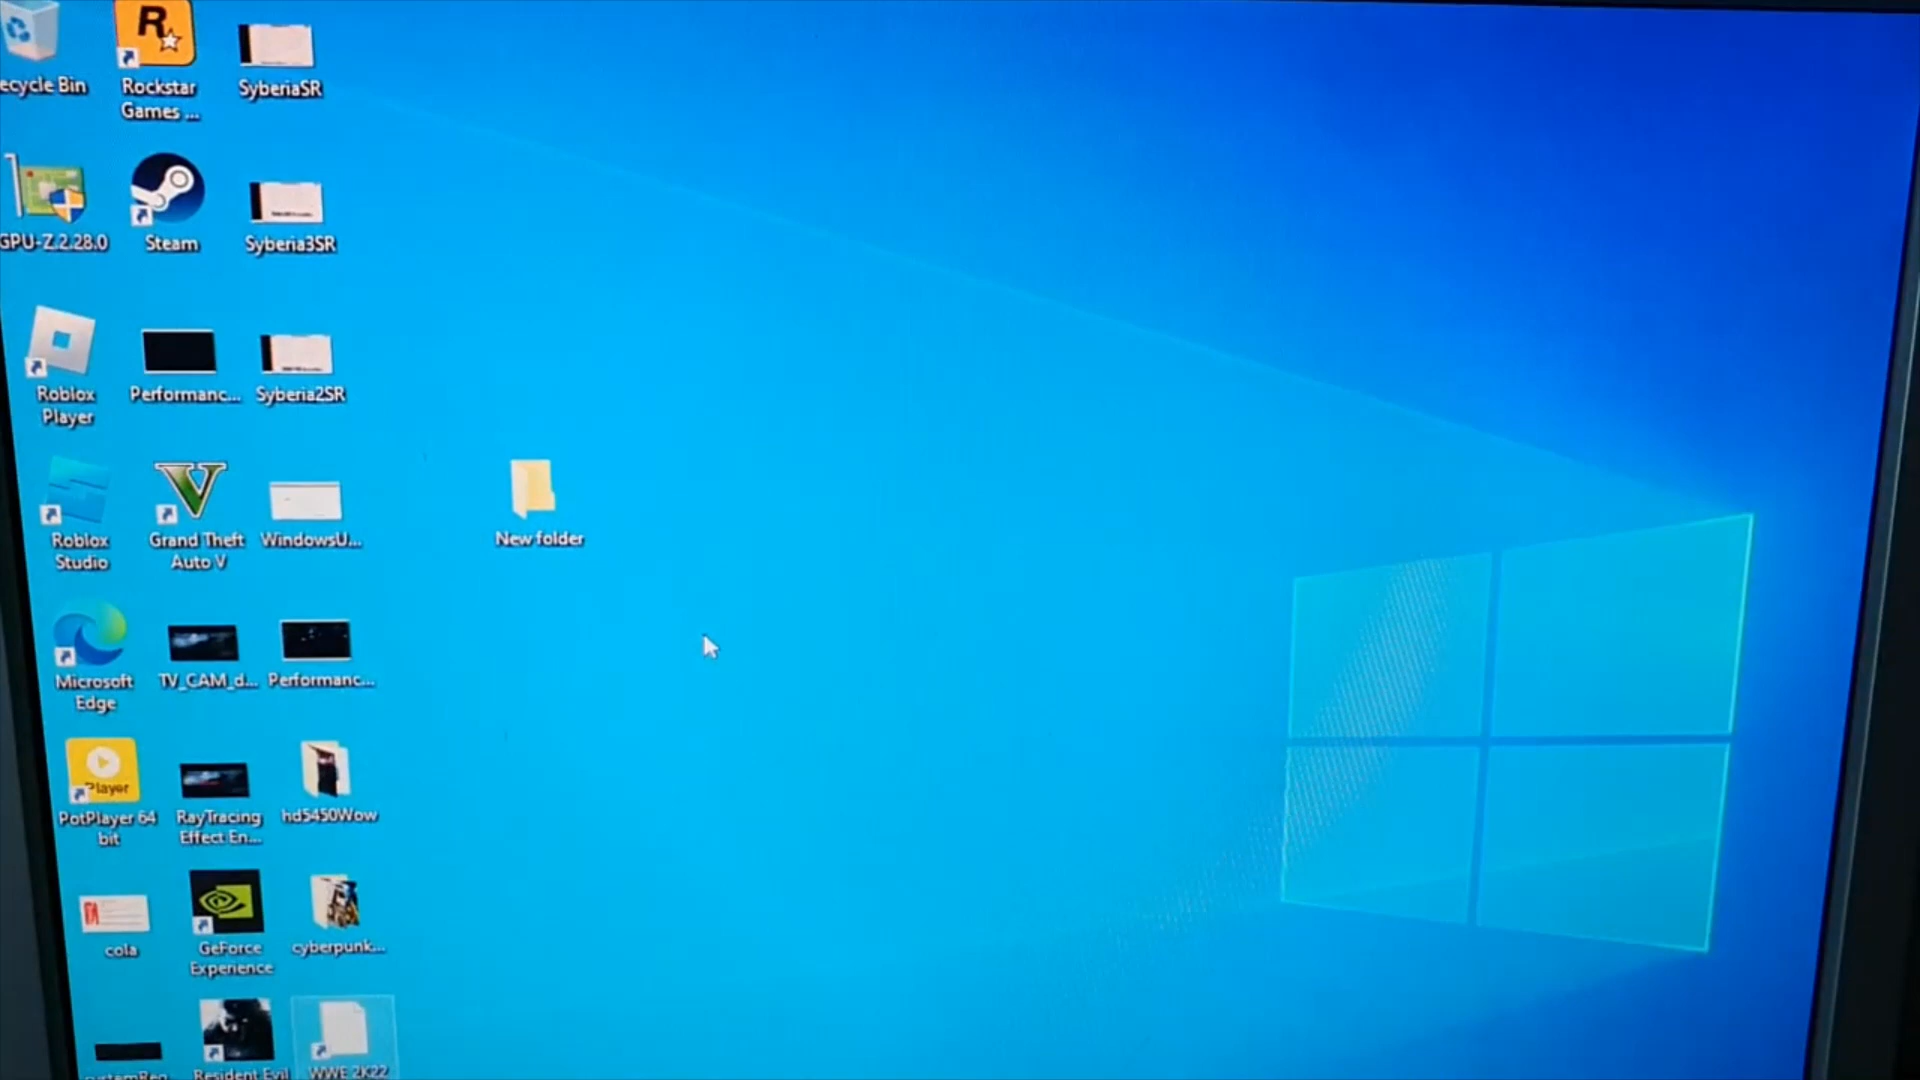 ecycle Bin
Rockstar
Games ...
SyberiaSR
GPU-Z.2.28.0
Steam
Syberia3SR
Roblox
Player
Performanc...
Syberia2SR
Roblox
Studio
Grand Theft
Auto V
WindowsU...
New folder
Microsoft
Edge
TV_CAM_d...
Performanc...
Player
PotPlayer 64
bit
RayTracing
Effect En...
hd5450Wow
cola
GeForce
Experience
cyberpunk...
systemReq...
Resident Evil
WWE 2K22